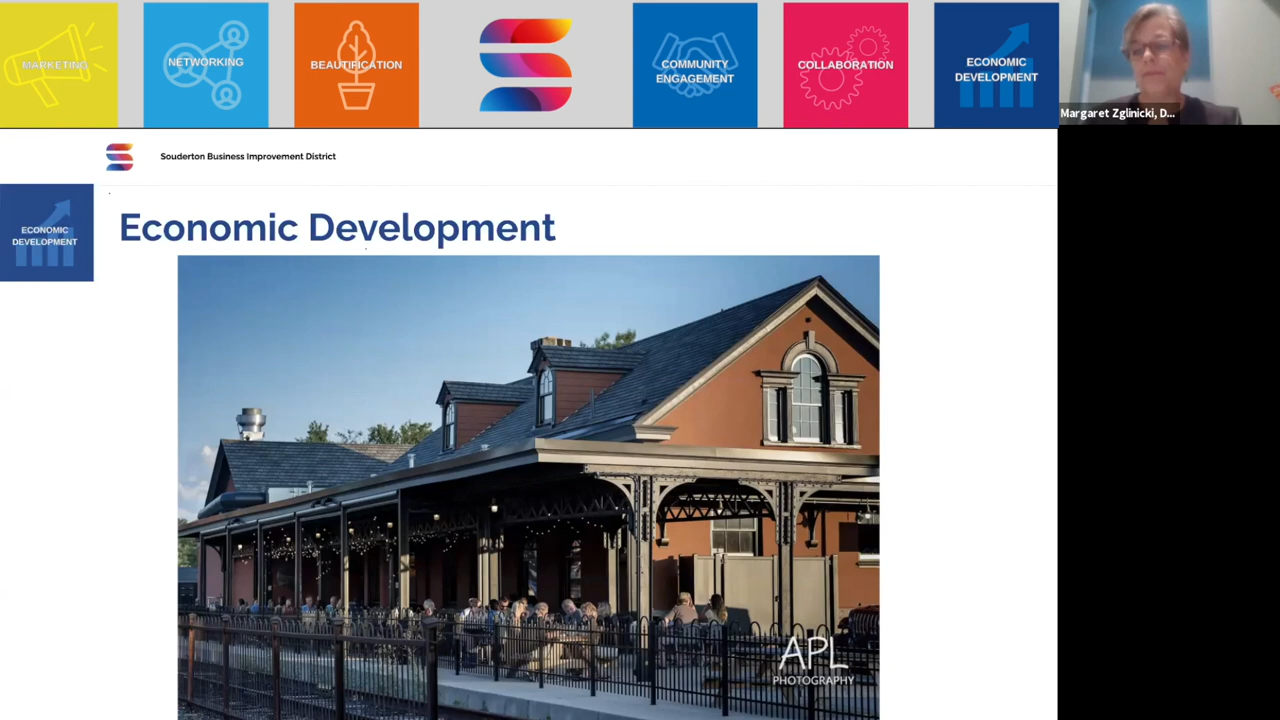 MARKETING
NETWORKING
BEAUTIFICATION
COMMUNITY
ENGAGEMENT
COLLABORATION
ECONOMIC
DEVELOPMENT
Margaret Zglinicki, D...
Souderton Business Improvement District
ECONOMIC
DEVELOPMENT
Economic Development
APL
PHOTOGRAPHY